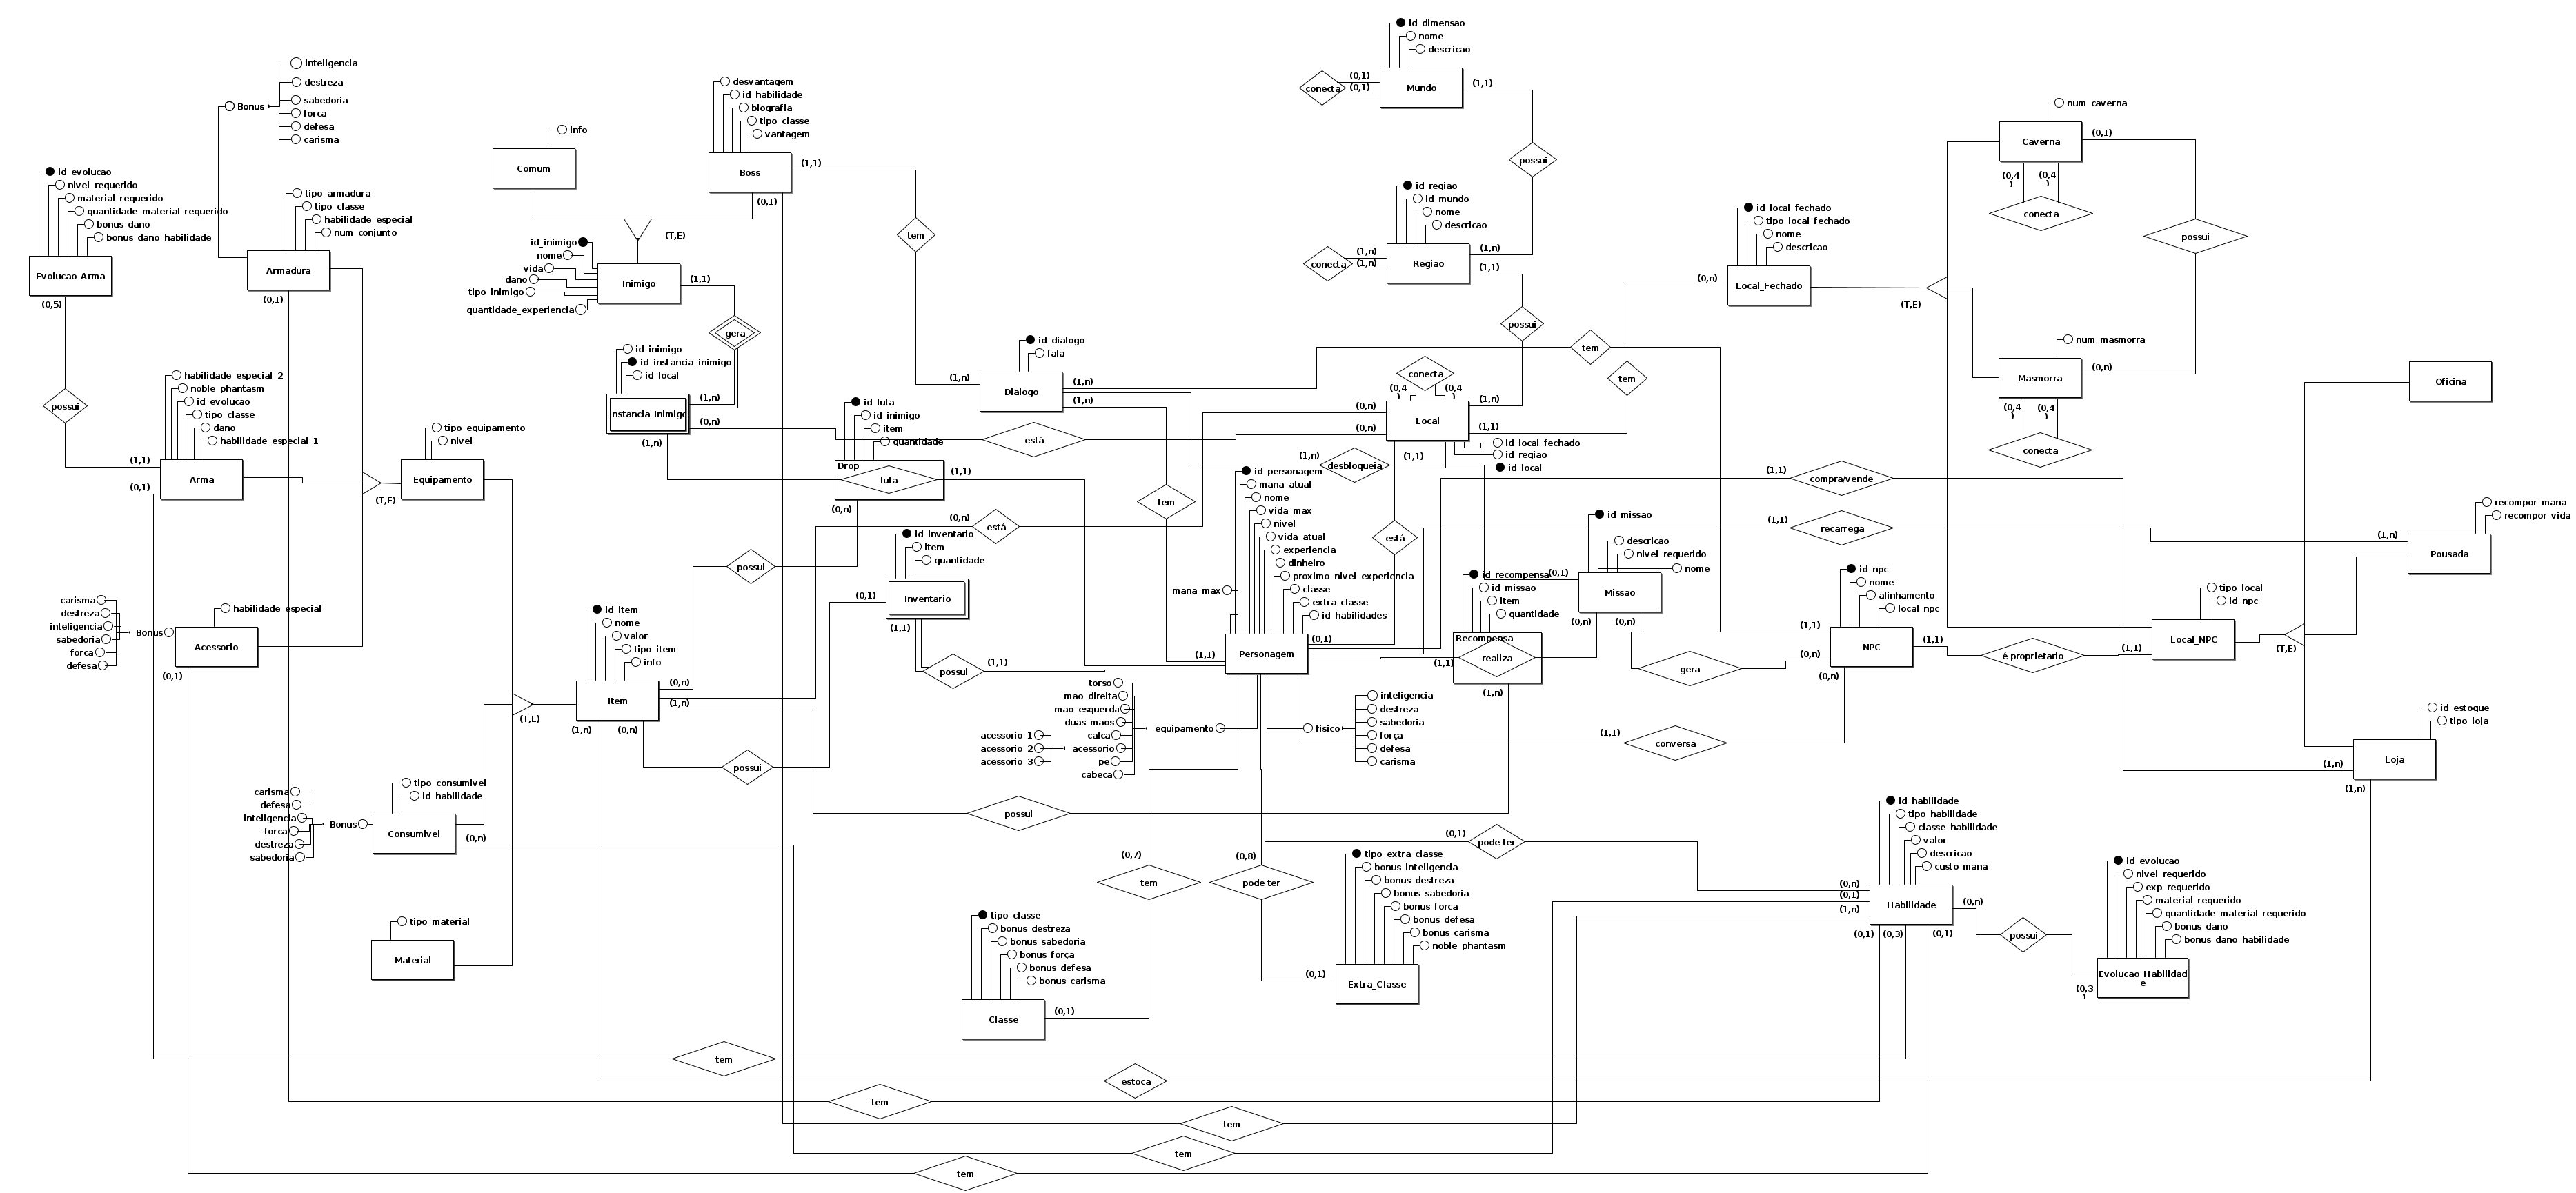 id dimensao
nome
descricao
Mundo
conecta
(0,1)
(0,1)
(1,1)
possui
id regiao
id mundo
nome
descricao
Regiao
conecta
(1,n)
(1,n)
(1,n)
(1,1)
possui
inteligencia
destreza
sabedoria
forca
defesa
carisma
Bonus
id evolucao
nivel requerido
material requerido
quantidade material requerido
bonus dano
bonus dano habilidade
Evolucao_Arma
(0,5)
possui
(1,1)
tipo armadura
tipo classe
habilidade especial
num conjunto
Armadura
(0,1)
habilidade especial 2
noble phantasm
id evolucao
tipo classe
dano
habilidade especial 1
Arma
(0,1)
(T,E)
tipo equipamento
nivel
Equipamento
carisma
destreza
inteligencia
sabedoria
forca
defesa
Bonus
habilidade especial
Acessorio
(0,1)
info
Comum
desvantagem
id habilidade
biografia
tipo classe
vantagem
Boss
(1,1)
(0,1)
(T,E)
tem
id_inimigo
nome
vida
dano
tipo inimigo
quantidade_experiencia
Inimigo
(1,1)
gera
id inimigo
id instancia inimigo
id local
Instancia_Inimigo
(1,n)
(0,n)
(1,n)
está
id luta
id inimigo
item
quantidade
Drop
luta
(1,1)
(0,n)
id dialogo
fala
Dialogo
(1,n)
(1,n)
(1,n)
tem
tem
(1,n)
desbloqueia
(1,1)
conecta
(0,4
)
(0,4
)
Local
(0,n)
(0,n)
(1,n)
(1,1)
id local fechado
id regiao
id local
tem
(0,n)
id local fechado
tipo local fechado
nome
descricao
Local_Fechado
(T,E)
num caverna
Caverna
(0,1)
(0,4
)
(0,4
)
conecta
possui
num masmorra
Masmorra
(0,n)
(0,4
)
(0,4
)
conecta
Oficina
recompor mana
recompor vida
Pousada
(1,n)
(1,1)
compra/vende
(1,1)
recarrega
está
(0,n)
está
possui
id inventario
item
quantidade
Inventario
(0,1)
(1,1)
possui
(1,1)
id item
nome
valor
tipo item
info
Item
(0,n)
(1,n)
(1,n)
(0,n)
(T,E)
possui
possui
id personagem
mana atual
nome
vida max
nivel
vida atual
experiencia
dinheiro
proximo nivel experiencia
classe
extra classe
id habilidades
mana max
Personagem
(0,1)
(1,1)
torso
mao direita
mao esquerda
duas maos
calca
acessorio
pe
cabeca
acessorio 1
acessorio 2
acessorio 3
equipamento
fisico
inteligencia
destreza
sabedoria
força
defesa
carisma
id recompensa
id missao
item
quantidade
Recompensa
realiza
(1,1)
(1,n)
id missao
descricao
nivel requerido
nome
Missao
(0,1)
(0,n)
(0,n)
gera
(0,n)
id npc
nome
alinhamento
local npc
NPC
(1,1)
(1,1)
(0,n)
é proprietario
(1,1)
tipo local
id npc
Local_NPC
(T,E)
conversa
(1,1)
id estoque
tipo loja
Loja
(1,n)
(1,n)
carisma
defesa
inteligencia
forca
destreza
sabedoria
Bonus
tipo consumivel
id habilidade
Consumivel
(0,n)
tipo material
Material
(0,7)
tem
(0,8)
pode ter
(0,1)
pode ter
tipo classe
bonus destreza
bonus sabedoria
bonus força
bonus defesa
bonus carisma
Classe
(0,1)
tipo extra classe
bonus inteligencia
bonus destreza
bonus sabedoria
bonus forca
bonus defesa
bonus carisma
noble phantasm
Extra_Classe
(0,1)
id habilidade
tipo habilidade
classe habilidade
valor
descricao
custo mana
Habilidade
(0,n)
(0,1)
(1,n)
(0,n)
(0,1)
(0,3)
(0,1)
possui
id evolucao
nivel requerido
exp requerido
material requerido
quantidade material requerido
bonus dano
bonus dano habilidade
Evolucao_Habilidad
e
(0,3
)
tem
estoca
tem
tem
tem
tem